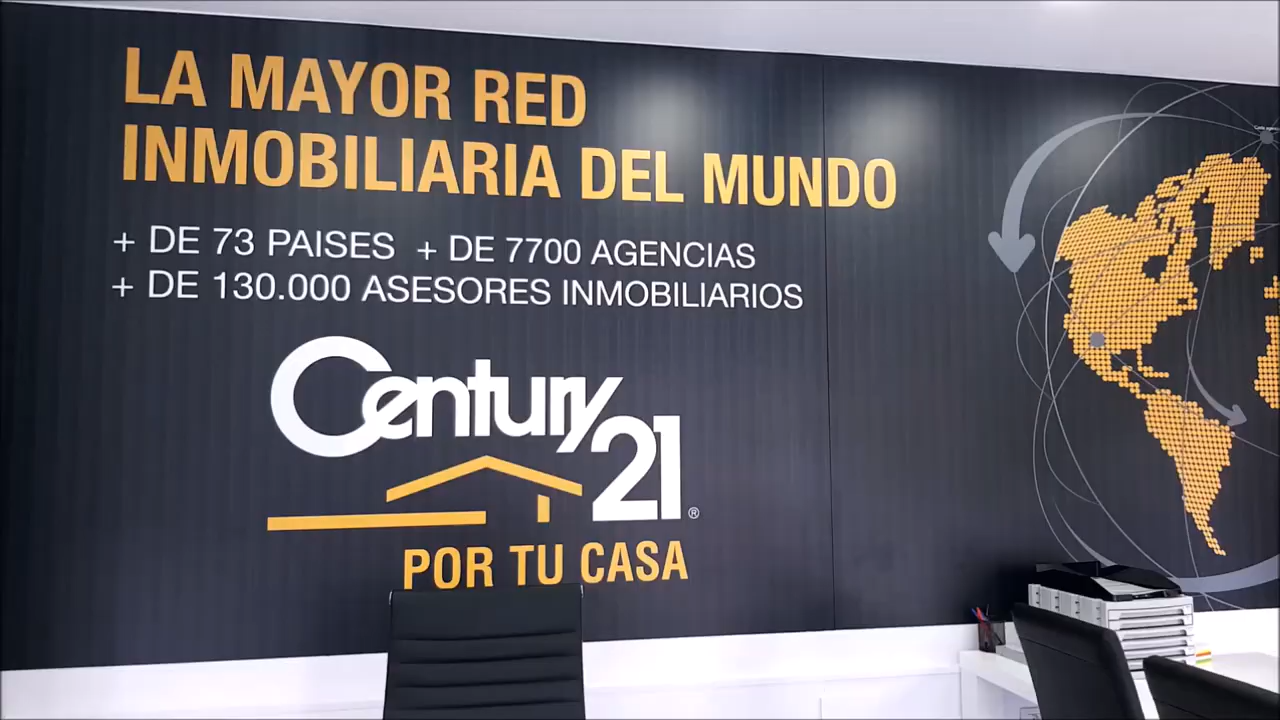 LA MAYOR RED
INMOBILIARIA DEL MUNDO
+ DE 73 PAISES + DE 7700 AGENCIAS
+ DE 130.000 ASESORES INMOBILIARIOS
Century
21®
POR TU CASA